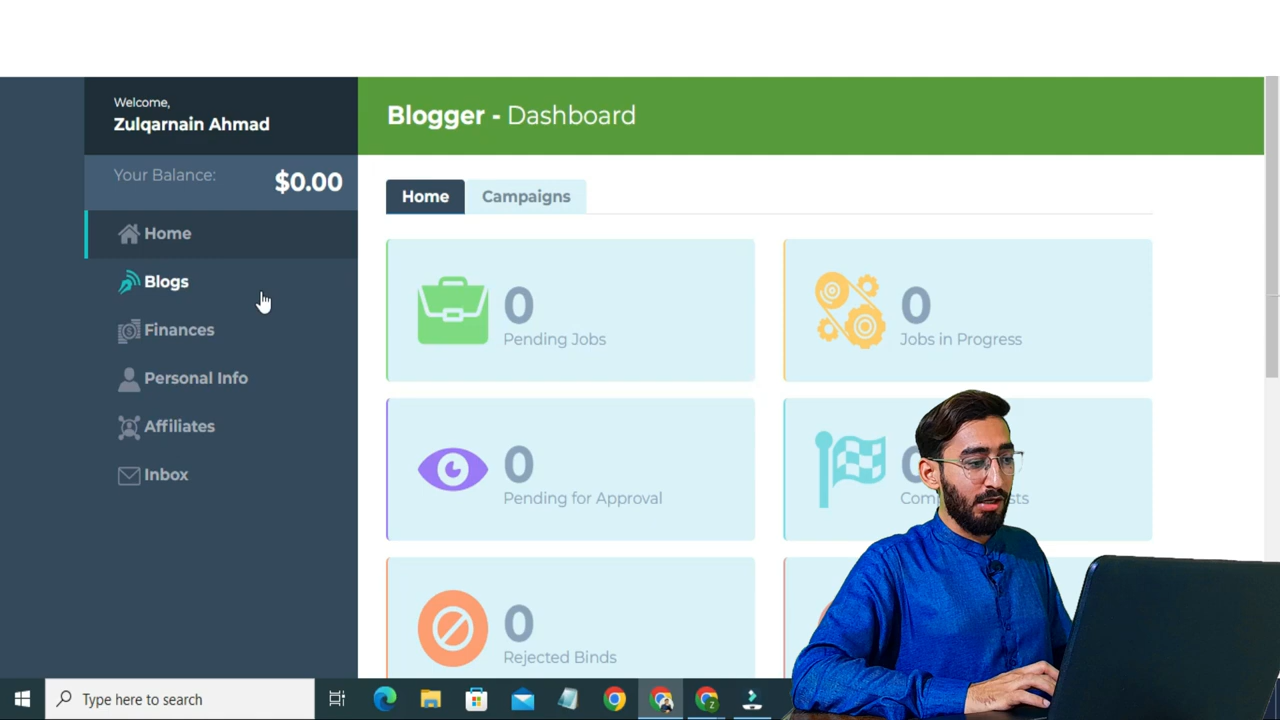 Welcome,
Zulqarnain Ahmad
Your Balance:
$0.00
Home
Blogs
Finances
Personal Info
Affiliates
Inbox
Blogger - Dashboard
Home
Campaigns
0
Pending Jobs
0
Jobs in Progress
0
Pending for Approval
0
Rejected Binds
Type here to search